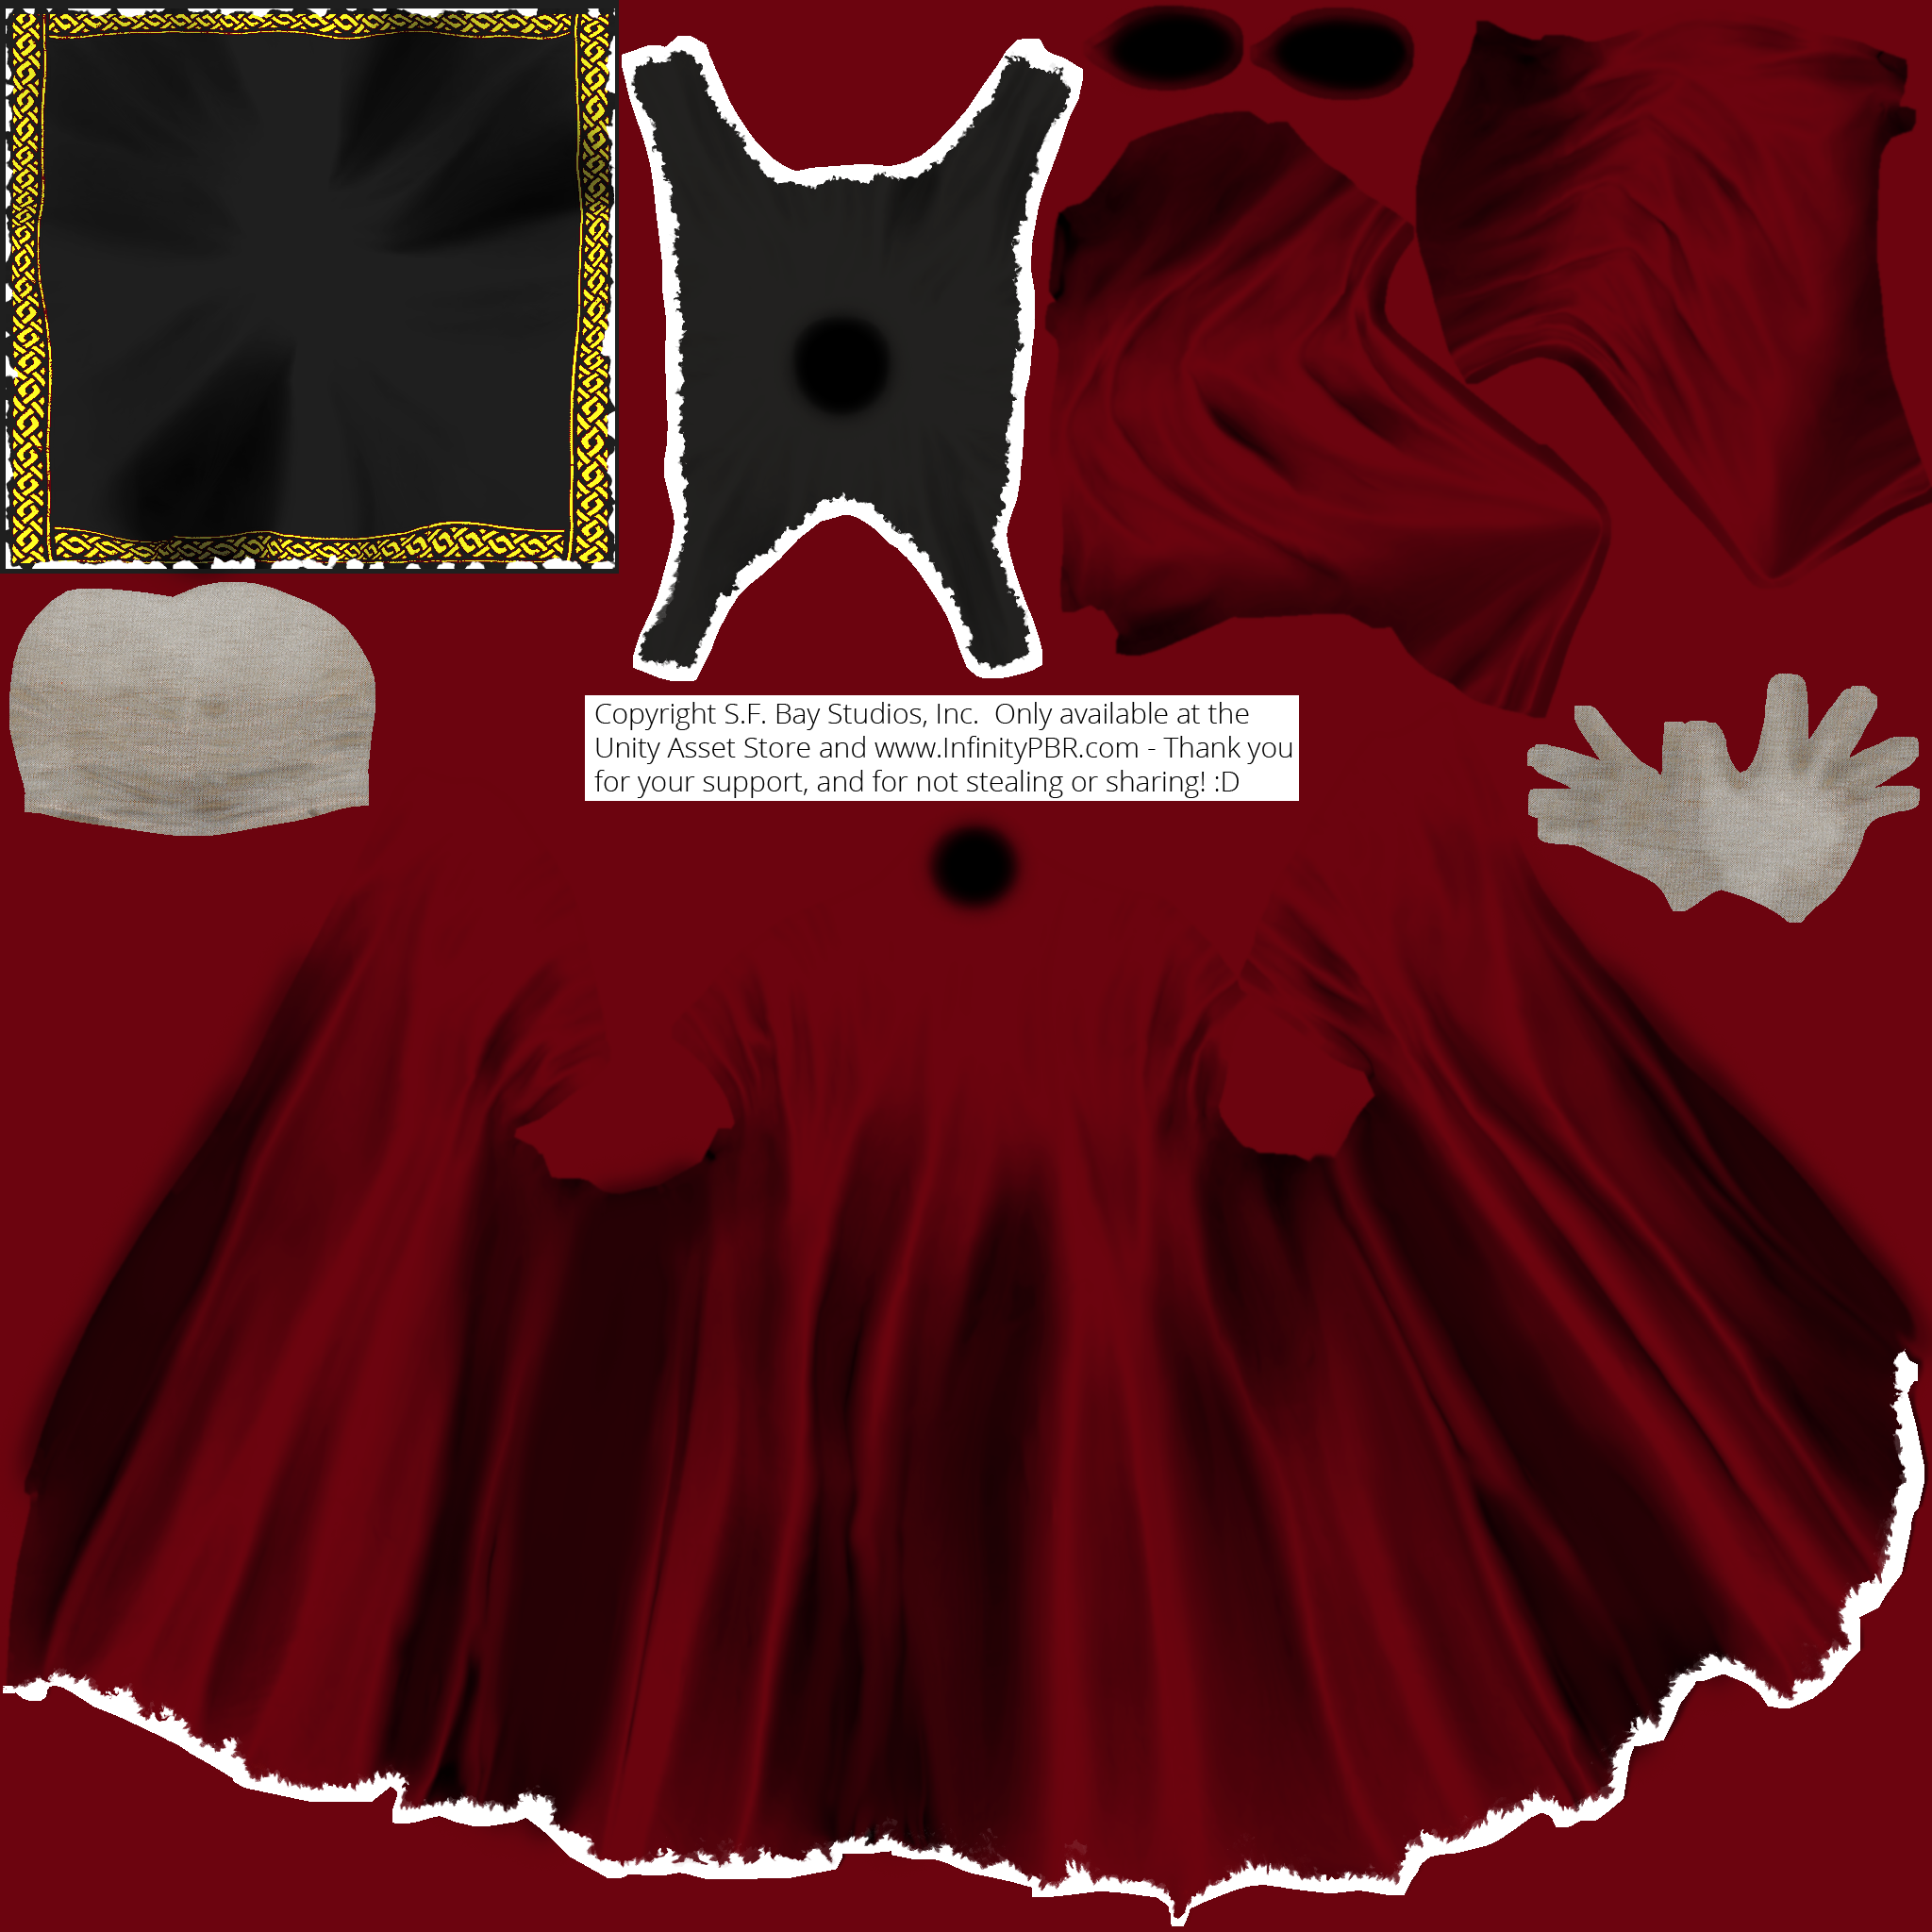 Copyright S.F. Bay Studios, Inc.  Only available at the
Unity Asset Store and www.InfinityPBR.com - Thank you
for your support, and for not stealing or sharing! :D